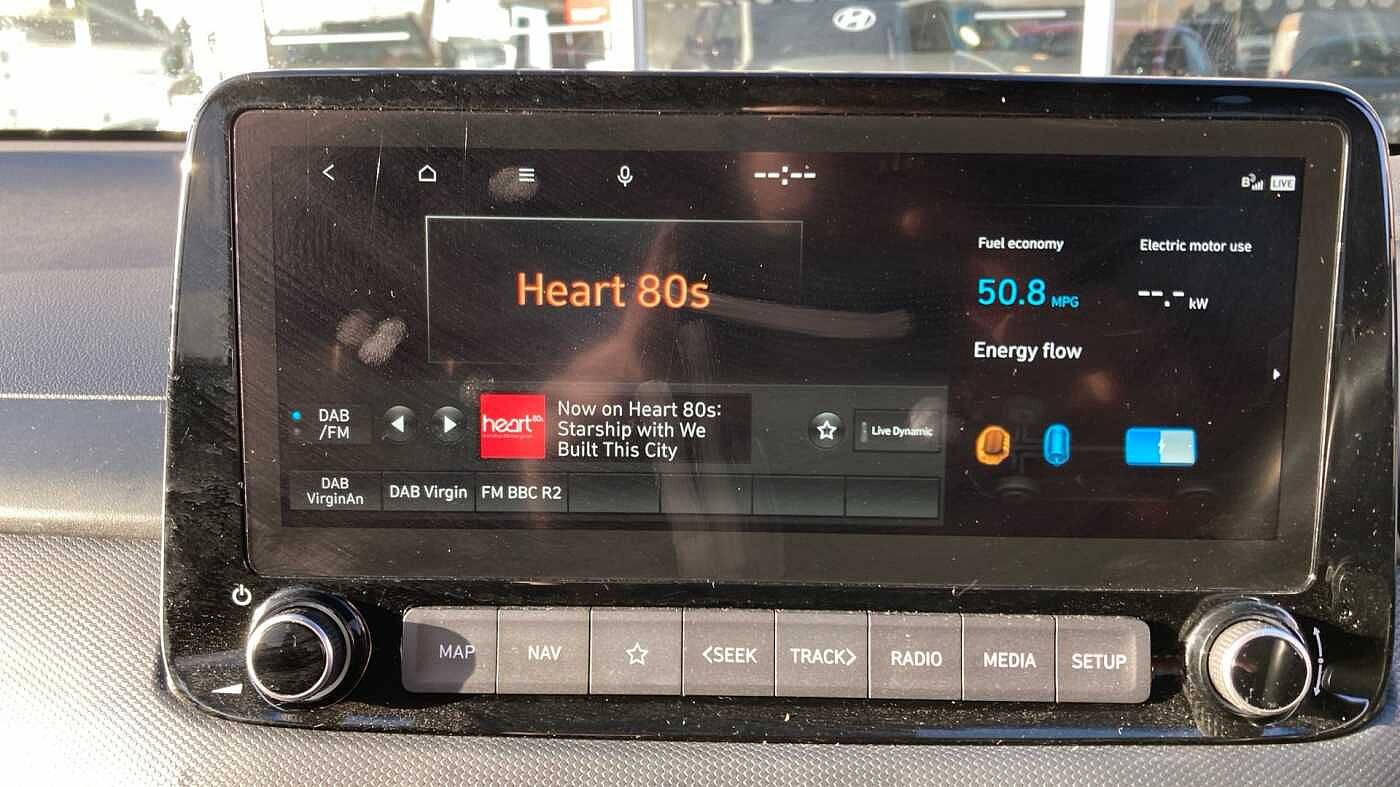 --:--
LIVE
Heart 80s
Fuel economy
Electric motor use
50.8 MPG
--.- kW
Energy flow
DAB
/FM
heart 80s
Now on Heart 80s:
Starship with We
Built This City
Live Dynamic
DAB
VirginAn
DAB Virgin
FM BBC R2
MAP
NAV
<SEEK
TRACK>
RADIO
MEDIA
SETUP